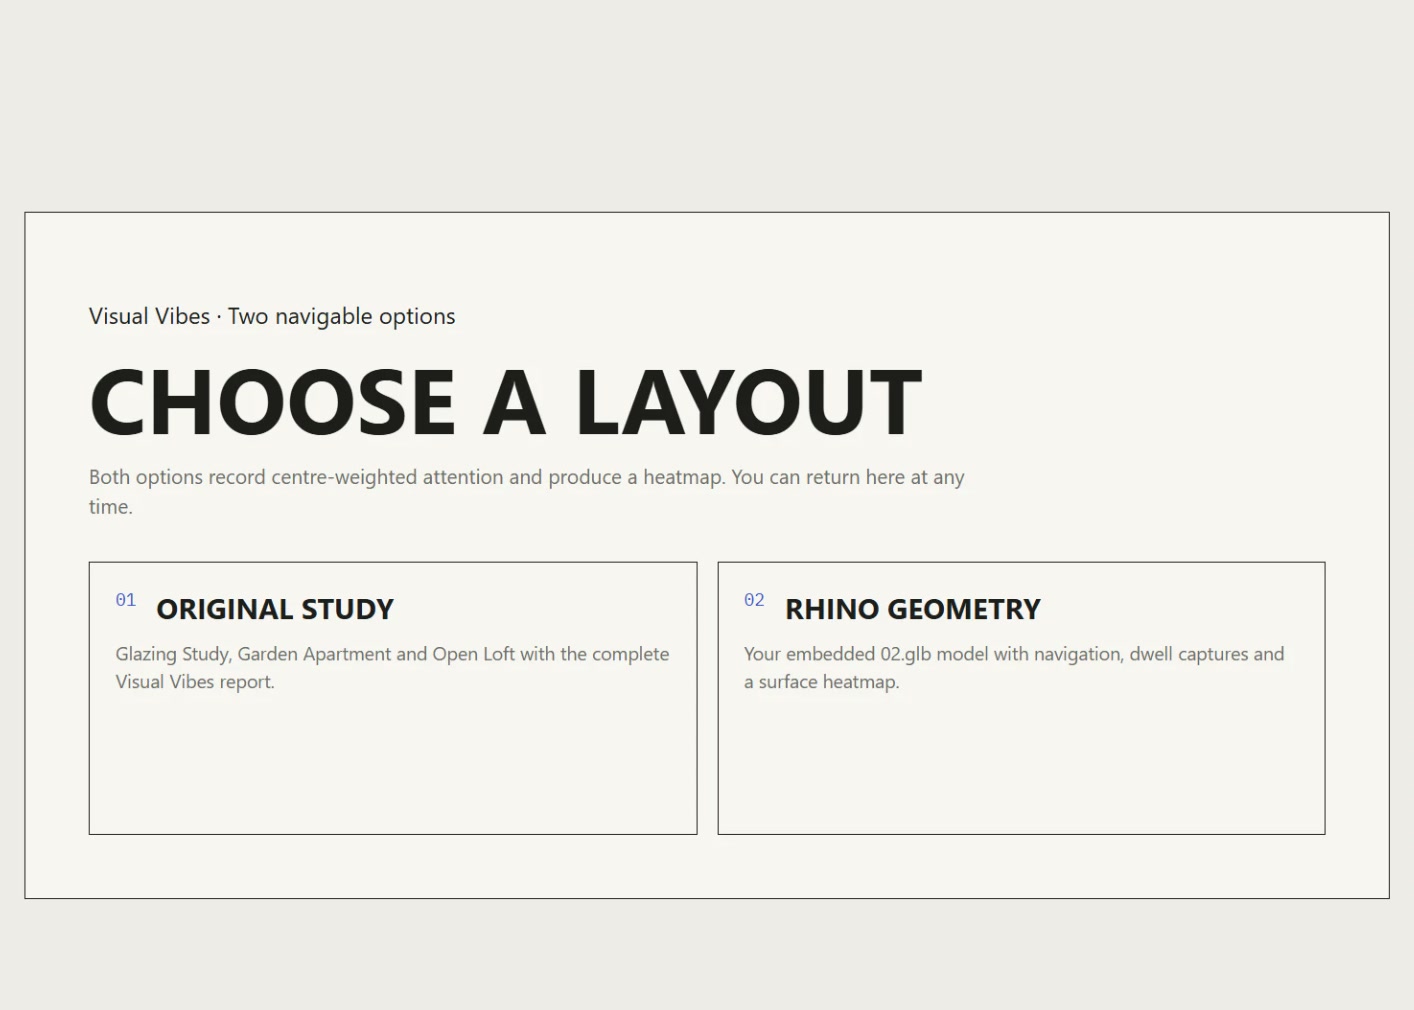 Visual Vibes · Two navigable options
CHOOSE A LAYOUT
Both options record centre-weighted attention and produce a heatmap. You can return here at any
time.
01 ORIGINAL STUDY
Glazing Study, Garden Apartment and Open Loft with the complete
Visual Vibes report.
02 RHINO GEOMETRY
Your embedded 02.glb model with navigation, dwell captures and
a surface heatmap.